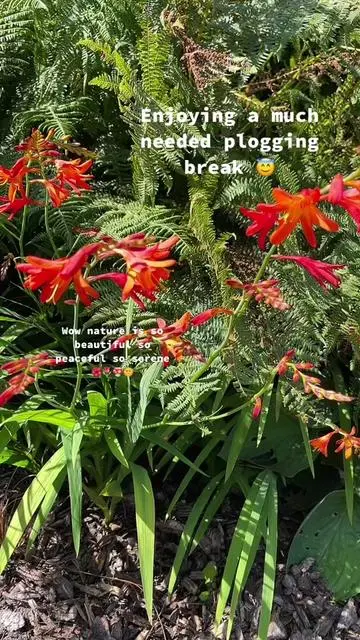 Enjoying a much
needed plogging
break 😇
Wow nature is so
beautiful so
peaceful so serene